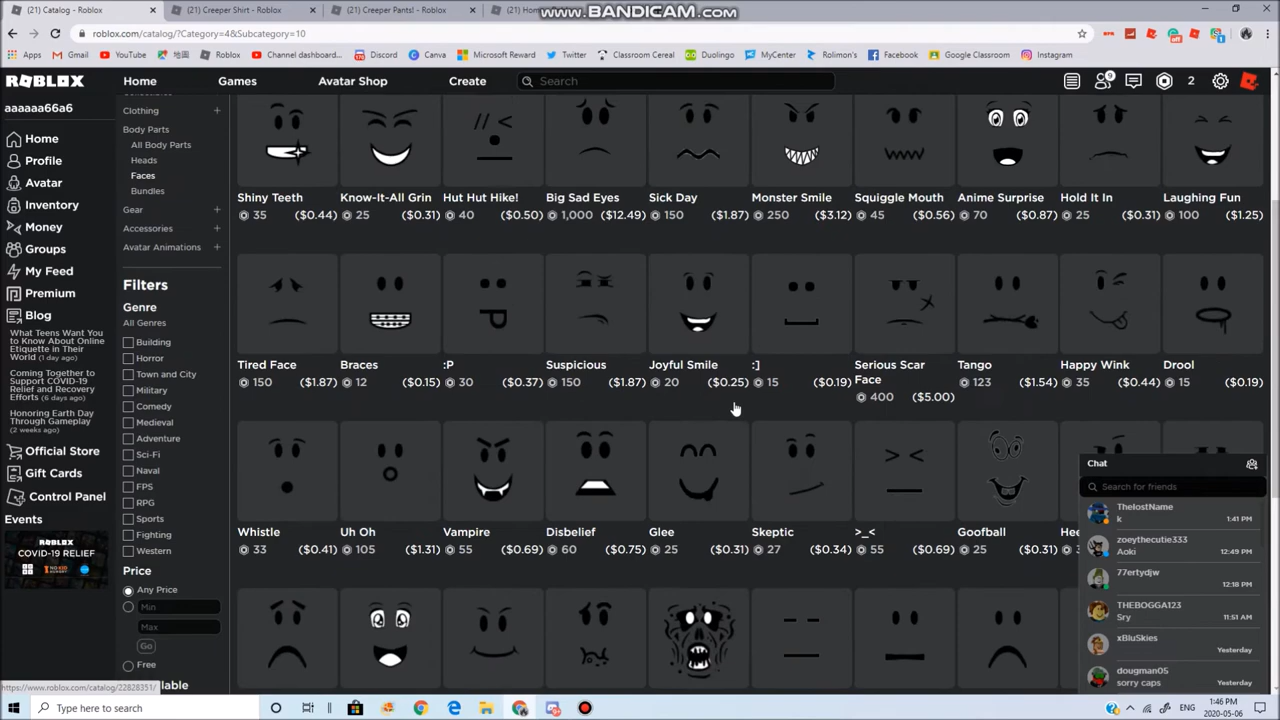 www.BANDICAM.com
(21) Catalog - Roblox
(21) Creeper Shirt - Roblox
(21) Creeper Pants! - Roblox
roblox.com/catalog/?Category=4&Subcategory=10
Apps
Gmail
YouTube
地圖
Roblox
Channel dashboard...
Discord
Canva
Microsoft Reward
Twitter
Classroom Cereal
Duolingo
MyCenter
Rolimon's
Facebook
Google Classroom
Instagram
ROBLOX
Home
Games
Avatar Shop
Create
Search
9
2
aaaaaa66a6
Home
Profile
Avatar
Inventory
Money
Groups
My Feed
Premium
Blog
What Teens Want You
to Know About Online
Etiquette in Their
World (1 day ago)
Coming Together to
Support COVID-19
Relief and Recovery
Efforts (6 days ago)
Honoring Earth Day
Through Gameplay
(2 weeks ago)
Official Store
Gift Cards
Control Panel
Events
ROBLOX
COVID-19 RELIEF
Clothing +
Body Parts
All Body Parts
Heads
Faces
Bundles
Gear +
Accessories +
Avatar Animations +
Filters
Genre
All Genres
Building
Horror
Town and City
Military
Comedy
Medieval
Adventure
Sci-Fi
Naval
FPS
RPG
Sports
Fighting
Western
Price
Any Price
Min
Max
Go
Free
Shiny Teeth
35 ($0.44)
Know-It-All Grin
25 ($0.31)
Hut Hut Hike!
40 ($0.50)
Big Sad Eyes
1,000 ($12.49)
Sick Day
150 ($1.87)
Monster Smile
250 ($3.12)
Squiggle Mouth
45 ($0.56)
Anime Surprise
70 ($0.87)
Hold It In
25 ($0.31)
Laughing Fun
100 ($1.25)
Tired Face
150 ($1.87)
Braces
12 ($0.15)
:P
30 ($0.37)
Suspicious
150 ($1.87)
Joyful Smile
20 ($0.25)
:]
15 ($0.19)
Serious Scar
Face
400 ($5.00)
Tango
123 ($1.54)
Happy Wink
35 ($0.44)
Drool
15 ($0.19)
Whistle
33 ($0.41)
Uh Oh
105 ($1.31)
Vampire
55 ($0.69)
Disbelief
60 ($0.75)
Glee
25 ($0.31)
Skeptic
27 ($0.34)
>_<
55 ($0.69)
Goofball
25 ($0.31)
Chat
Search for friends
TheIostName
k 1:41 PM
zoeythecutie333
Aoki 12:49 PM
77ertydjw
12:18 PM
THEBOGGA123
Sry 11:51 AM
xBluSkies
Yesterday
dougman05
sorry caps Yesterday
https://www.roblox.com/catalog/22828351/
Type here to search
1:46 PM
2020-05-06